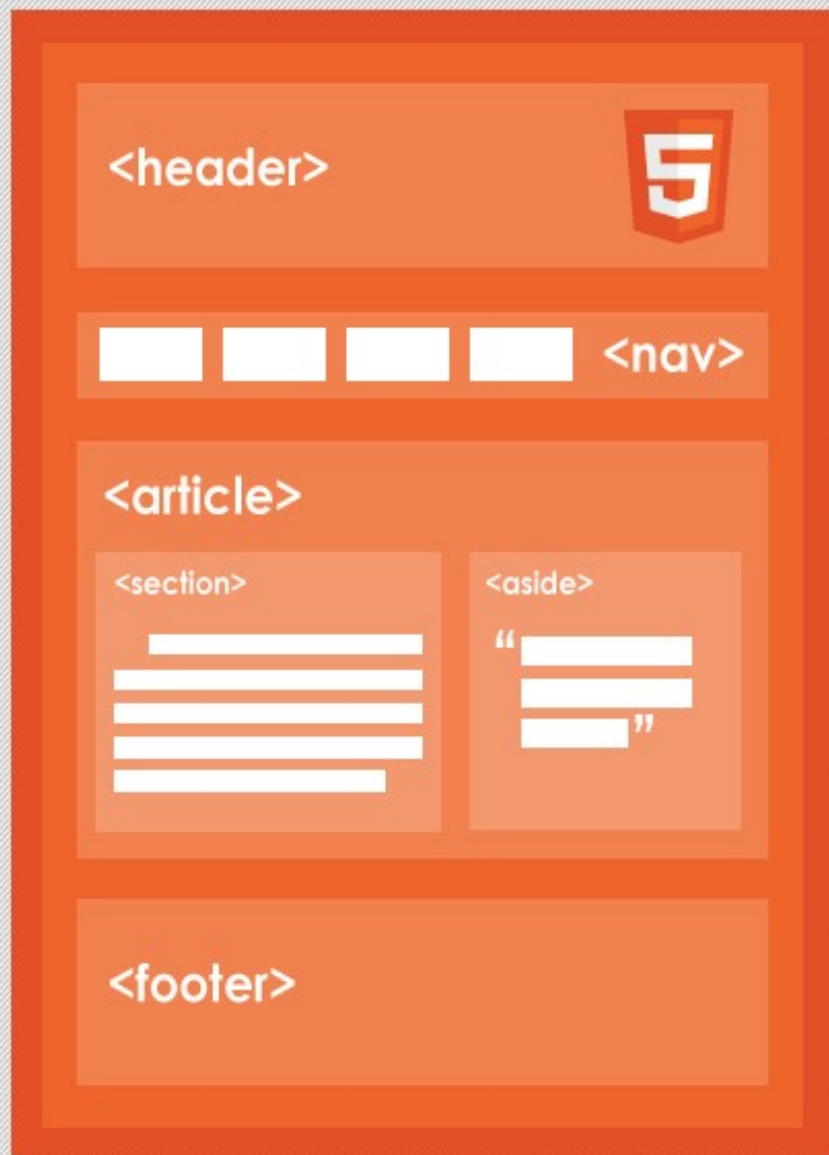 <header>
5
<nav>
<article>
<section>
<aside>
“
”
<footer>